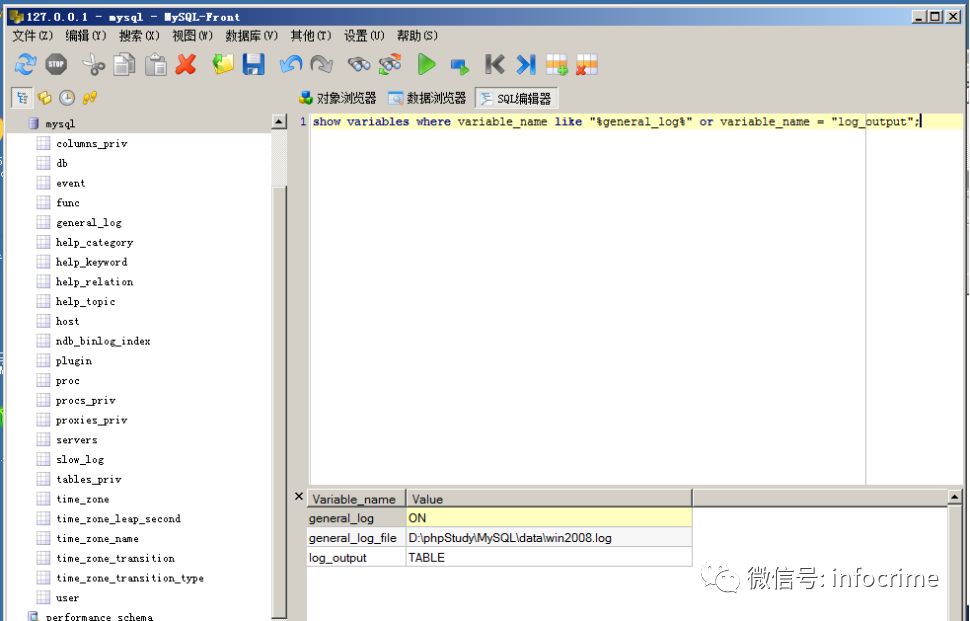 127.0.0.1 - mysql - MySQL-Front
文件(Z) 编辑(Y) 搜索(X) 视图(W) 数据库(V) 其他(T) 设置(U) 帮助(S)
STOP
对象浏览器 数据浏览器 SQL编辑器
mysql
columns_priv
db
event
func
general_log
help_category
help_keyword
help_relation
help_topic
host
ndb_binlog_index
plugin
proc
procs_priv
proxies_priv
servers
slow_log
tables_priv
time_zone
time_zone_leap_second
time_zone_name
time_zone_transition
time_zone_transition_type
user
performance_schema
1 show variables where variable_name like "%general_log%" or variable_name = "log_output";
Variable_name Value
general_log ON
general_log_file D:\phpStudy\MySQL\data\win2008.log
log_output TABLE
微信号: infocrime